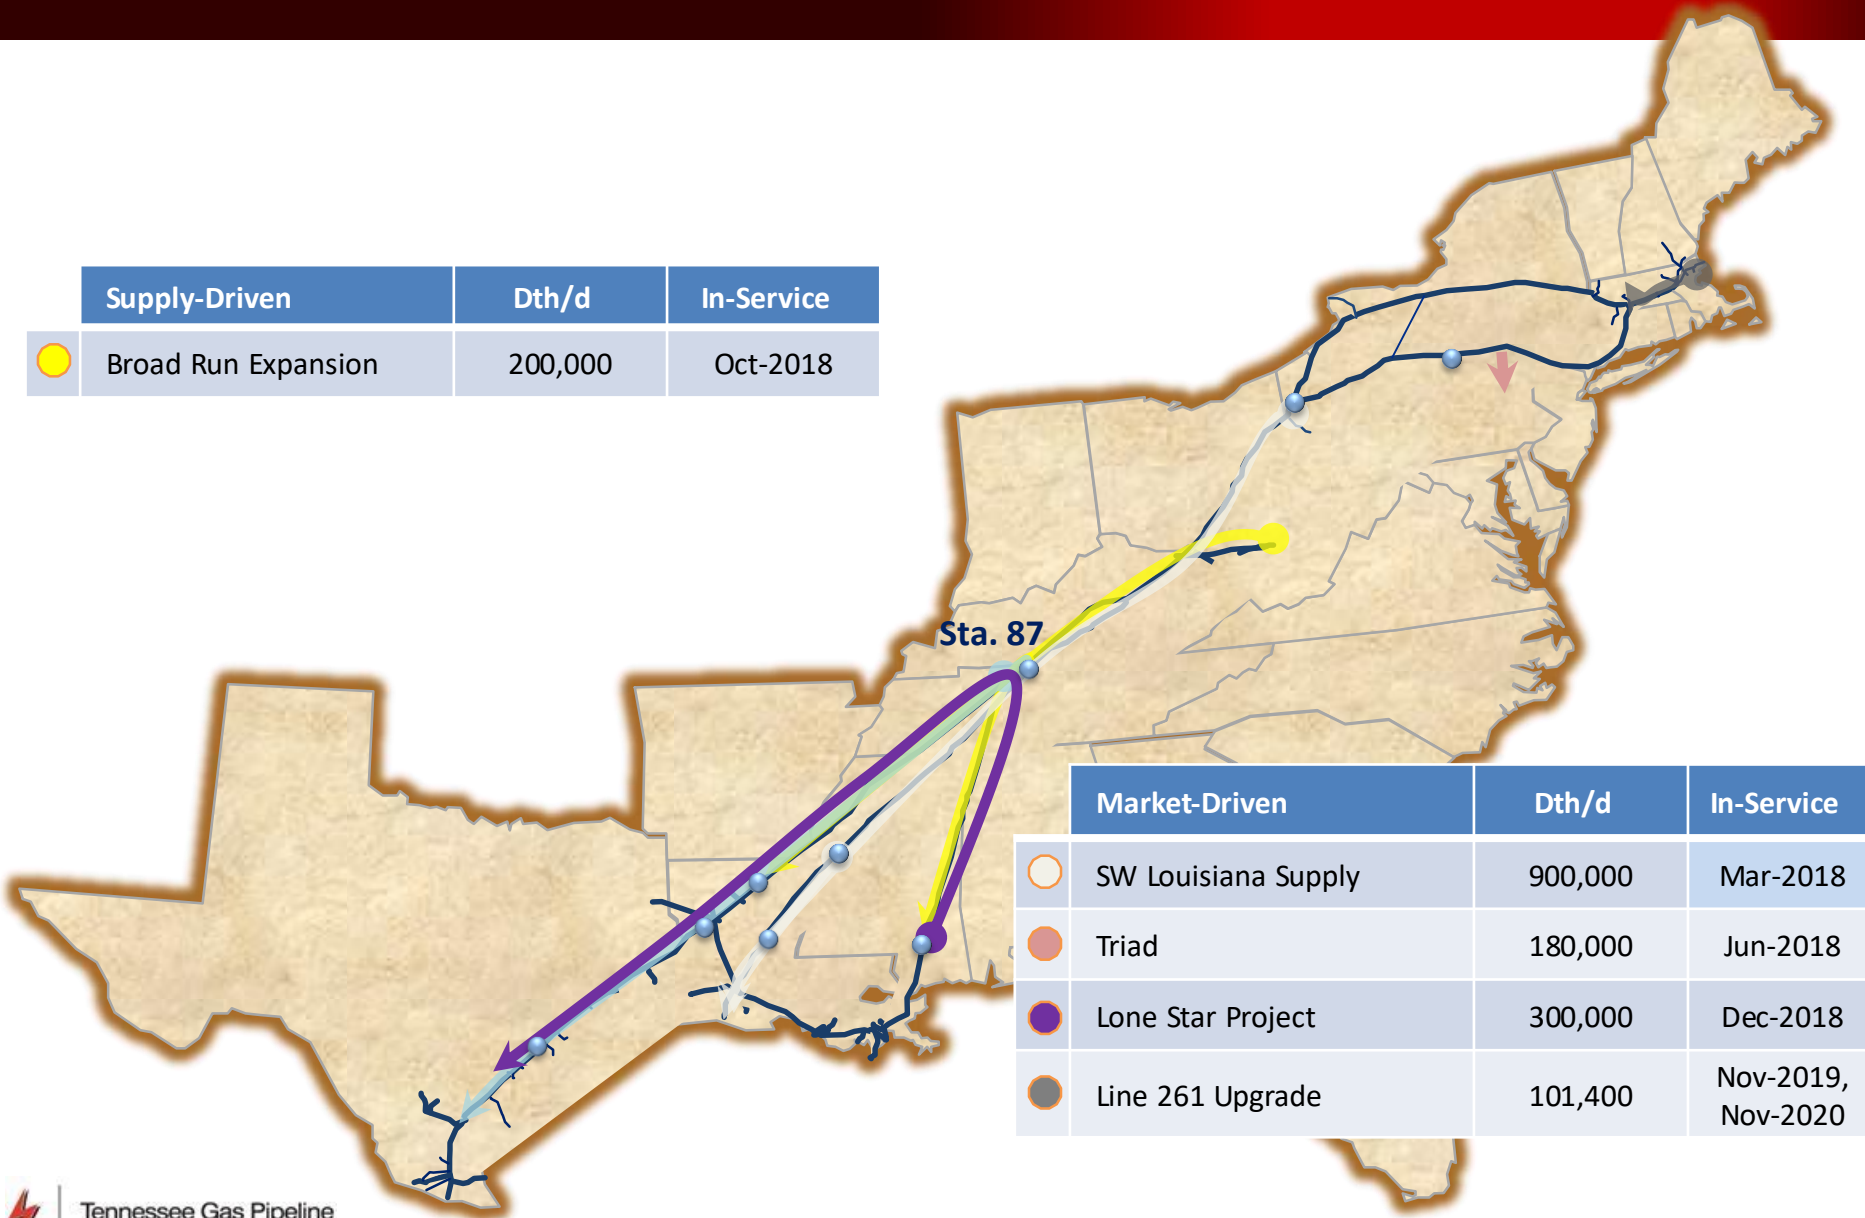 Supply-Driven Dth/d In-Service
Broad Run Expansion 200,000 Oct-2018
Sta. 87
Market-Driven Dth/d In-Service
SW Louisiana Supply 900,000 Mar-2018
Triad 180,000 Jun-2018
Lone Star Project 300,000 Dec-2018
Line 261 Upgrade 101,400 Nov-2019,
Nov-2020
Tennessee Gas Pipeline